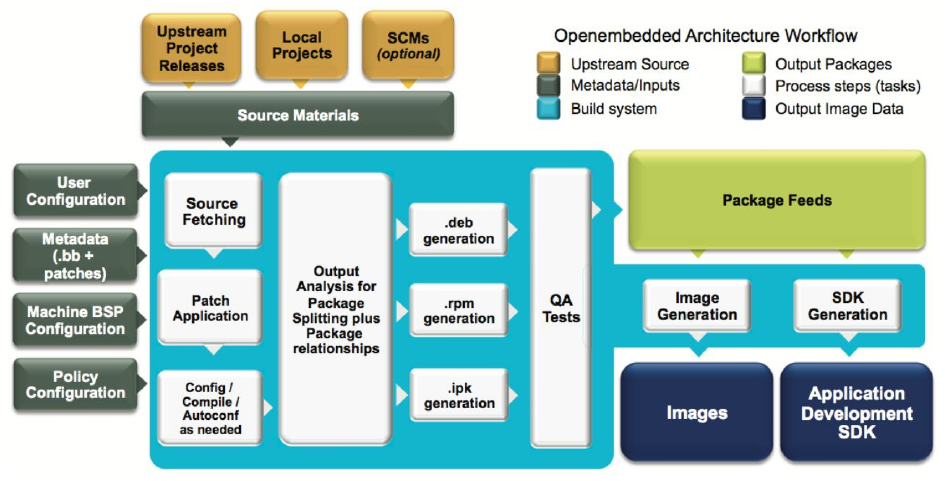 Upstream
Project
Releases
Local
Projects
SCMs
(optional)
Openembedded Architecture Workflow
Upstream Source
Output Packages
Metadata/Inputs
Process steps (tasks)
Build system
Output Image Data
Source Materials
User
Configuration
Metadata
(.bb +
patches)
Machine BSP
Configuration
Policy
Configuration
Source
Fetching
Patch
Application
Config /
Compile /
Autoconf
as needed
Output
Analysis for
Package
Splitting plus
Package
relationships
.deb
generation
.rpm
generation
.ipk
generation
QA
Tests
Package Feeds
Image
Generation
SDK
Generation
Images
Application
Development
SDK